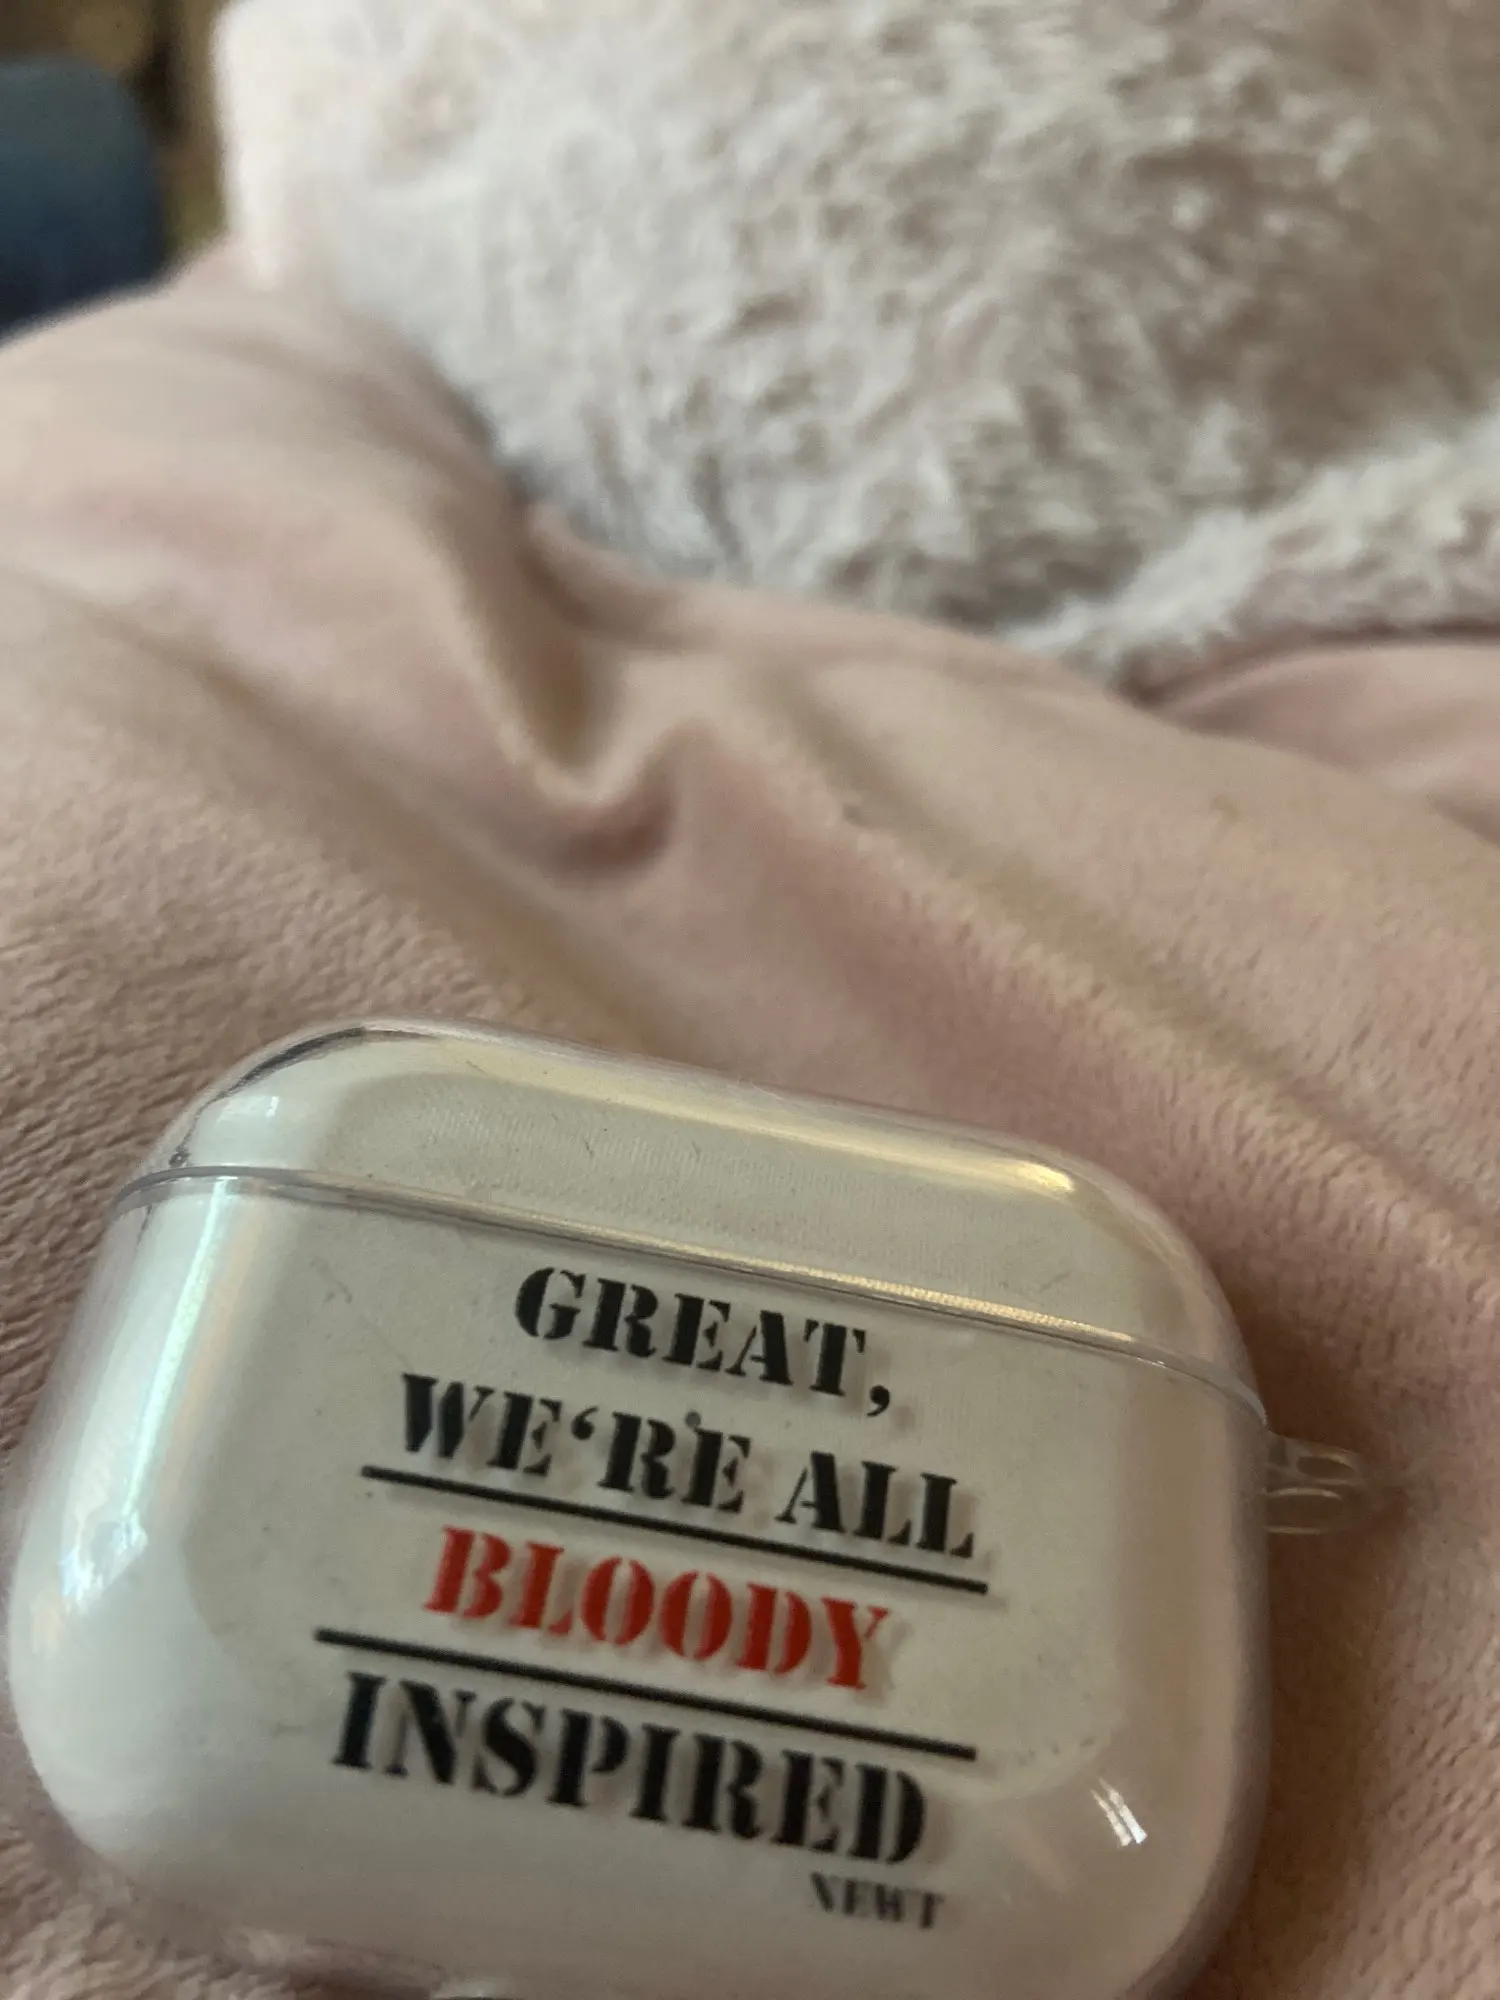 GREAT,
WE‘RE ALL
BLOODY
INSPIRED
NEWT